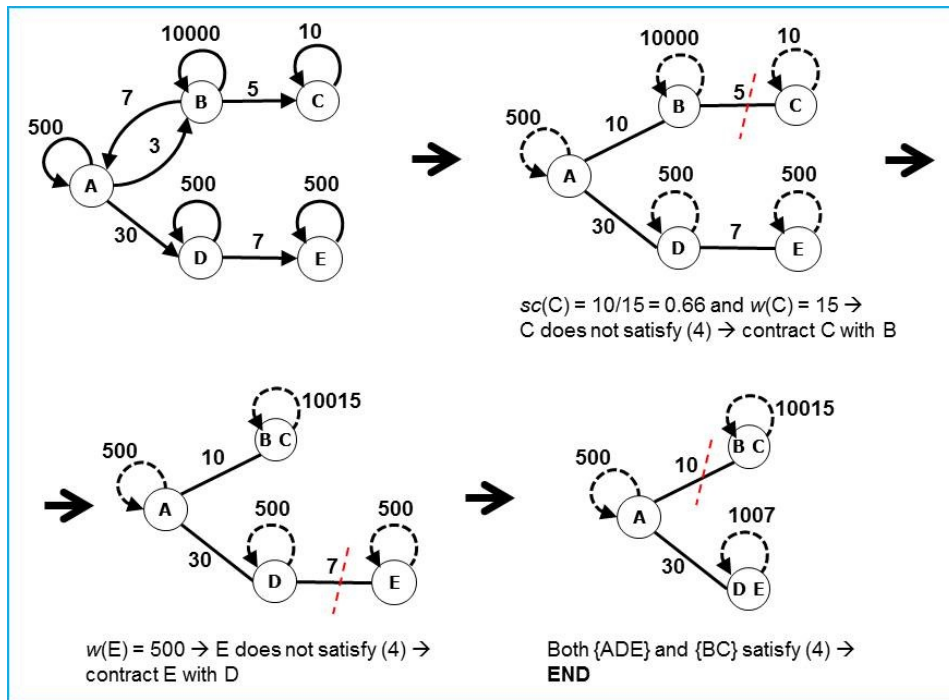 10000
10
7
B
5
C
500
3
A
500
500
30
D
7
E
10000
10
B
5
C
500
10
A
500
500
30
D
7
E
sc(C) = 10/15 = 0.66 and w(C) = 15 →
C does not satisfy (4) → contract C with B
10015
B C
500
10
A
500
500
30
D
7
E
w(E) = 500 → E does not satisfy (4) →
contract E with D
10015
B C
500
10
A
1007
30
D E
Both {ADE} and {BC} satisfy (4) →
END